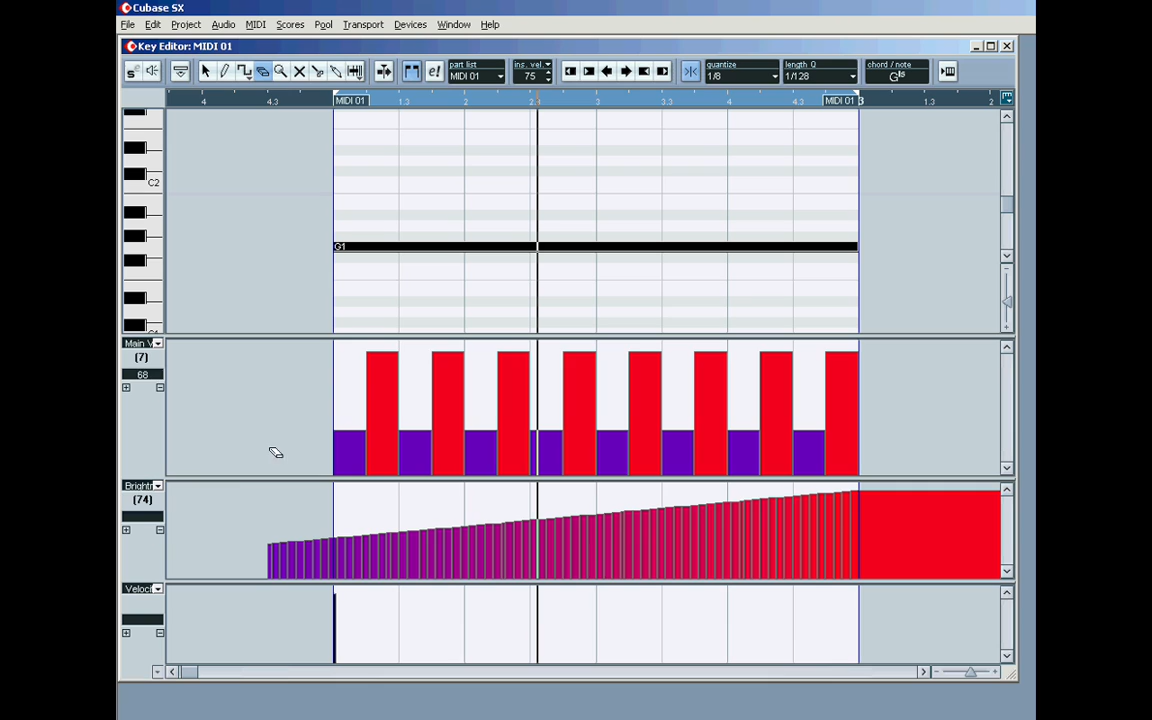 Cubase SX
File Edit Project Audio MIDI Scores Pool Transport Devices Window Help
Key Editor: MIDI 01
part list ins. vel. quantize length Q chord / note
S e! MIDI 01 75 1/8 1/128
4 4.3 MIDI 01 1.3 2 3 3.3 4 4.3 MIDI 01 3 1.3 2
C2
G1
Main V
(7)
68
Brightn
(74)
Veloci